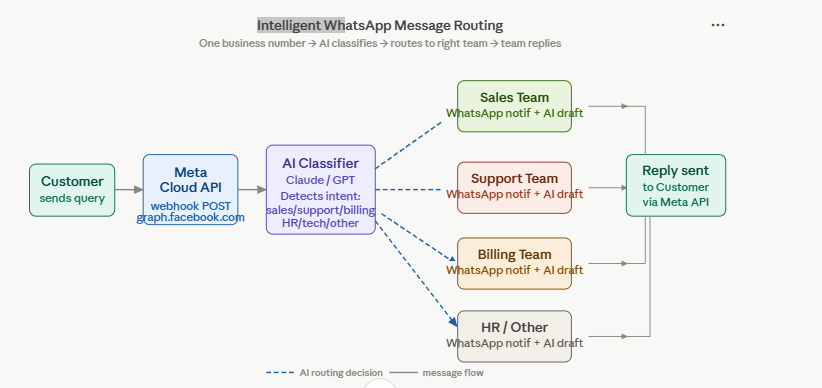 Intelligent WhatsApp Message Routing
One business number → AI classifies → routes to right team → team replies
Customer
sends query
Meta
Cloud API
webhook POST
graph.facebook.com
AI Classifier
Claude / GPT
Detects intent:
sales/support/billing
HR/tech/other
Sales Team
WhatsApp notif + AI draft
Support Team
WhatsApp notif + AI draft
Billing Team
WhatsApp notif + AI draft
HR / Other
WhatsApp notif + AI draft
Reply sent
to Customer
via Meta API
AI routing decision
message flow